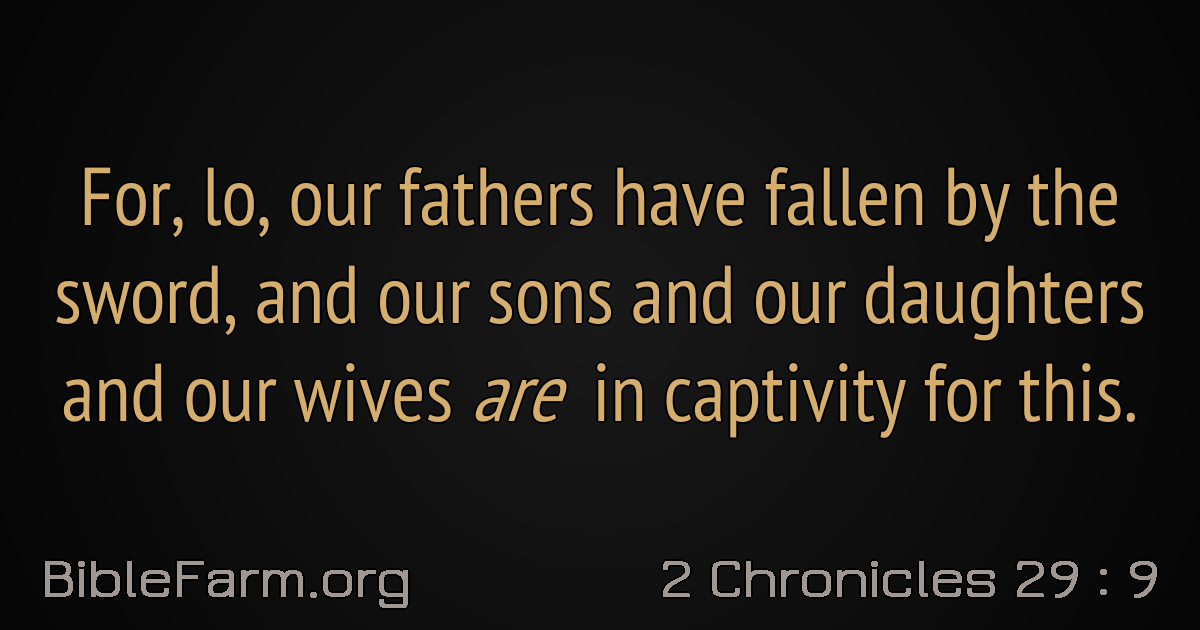 For, lo, our fathers have fallen by the
sword, and our sons and our daughters
and our wives are in captivity for this.
BibleFarm.org
2 Chronicles 29 : 9